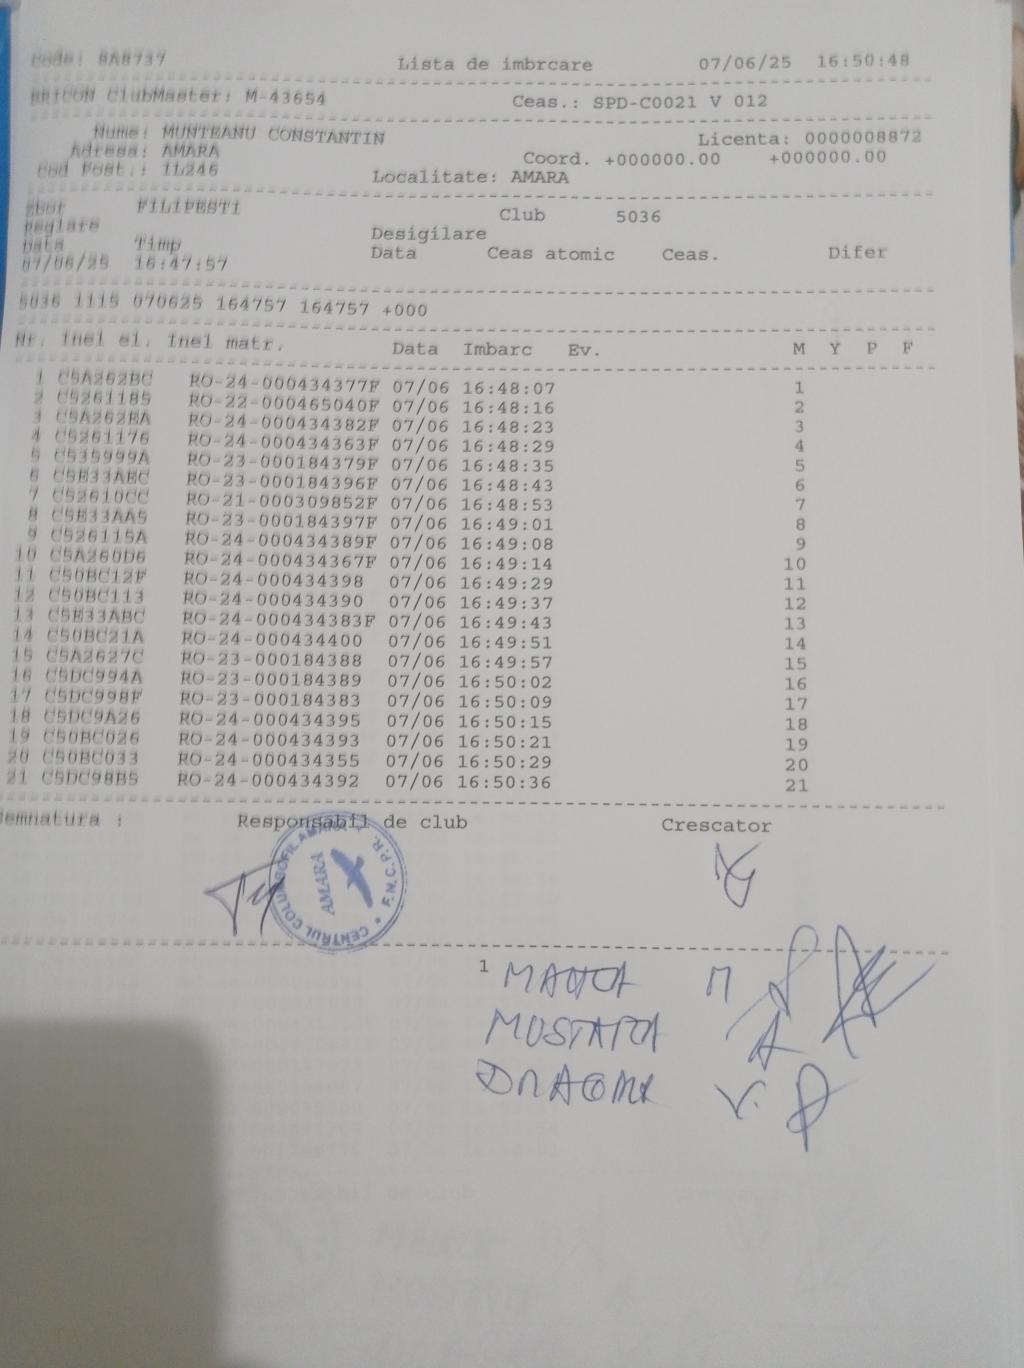 Code: 8A8737 Lista de imbrcare 07/06/25 16:50:48
BRICON ClubMaster: M-43654 Ceas.: SPD-C0021 V 012
Nume: MUNTEANU CONSTANTIN Licenta: 0000008872
Adresa: AMARA Coord. +000000.00 +000000.00
Cod Post.: IL246 Localitate: AMARA
Zbor FILIPESTI Club 5036
Reglare Desigilare
Data Timp Data Ceas atomic Ceas. Difer
07/06/25 16:47:57
5036 1115 070625 164757 164757 +000
Nr. inel el. inel matr. Data Imbarc Ev. M Y P F
1 C5A262BC RO-24-000434377F 07/06 16:48:07 1
2 C5261185 RO-22-000465040F 07/06 16:48:16 2
3 C5A262EA RO-24-000434382F 07/06 16:48:23 3
4 C5261176 RO-24-000434363F 07/06 16:48:29 4
5 C535999A RO-23-000184379F 07/06 16:48:35 5
6 C5E33AEC RO-23-000184396F 07/06 16:48:43 6
7 C52610CC RO-21-000309852F 07/06 16:48:53 7
8 C5E33AA5 RO-23-000184397F 07/06 16:49:01 8
9 C526115A RO-24-000434389F 07/06 16:49:08 9
10 C5A260D6 RO-24-000434367F 07/06 16:49:14 10
11 C50BC12F RO-24-000434398 07/06 16:49:29 11
12 C50BC113 RO-24-000434390 07/06 16:49:37 12
13 C5E33ABC RO-24-000434383F 07/06 16:49:43 13
14 C50BC21A RO-24-000434400 07/06 16:49:51 14
15 C5A2627C RO-23-000184388 07/06 16:49:57 15
16 C5DC994A RO-23-000184389 07/06 16:50:02 16
17 C5DC998F RO-23-000184383 07/06 16:50:09 17
18 C5DC9A26 RO-24-000434395 07/06 16:50:15 18
19 C50BC026 RO-24-000434393 07/06 16:50:21 19
20 C50BC033 RO-24-000434355 07/06 16:50:29 20
21 C5DC98B5 RO-24-000434392 07/06 16:50:36 21
Semnatura : Responsabil de club Crescator
CENTRUL COLUMBOFIL AMARA * F.N.C.P.R.
AMARA
1
MUSTATA A
V.